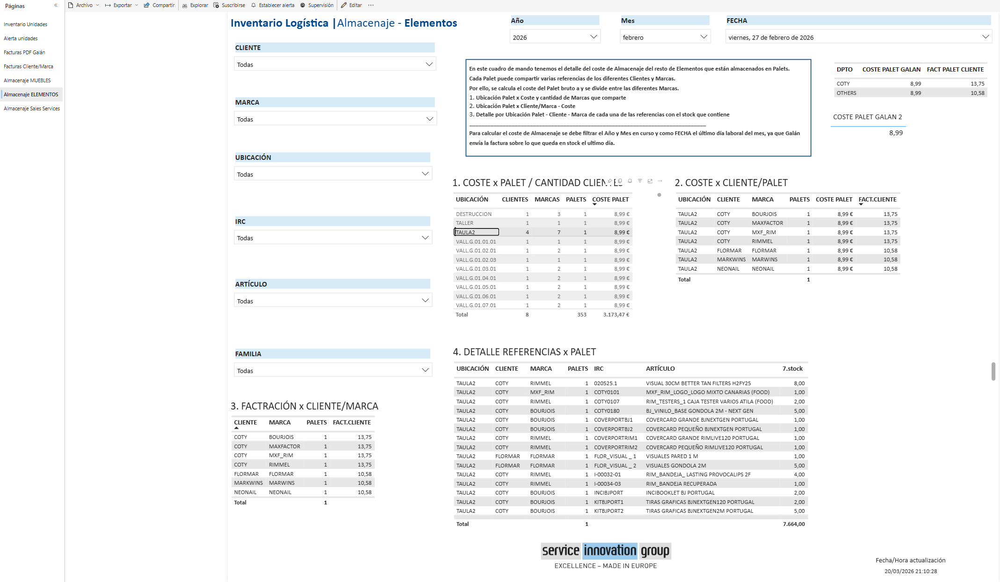 Páginas
«
Inventario Unidades
Alerta unidades
Facturas PDF Galán
Facturas Cliente/Marca
Almacenaje MUEBLES
Almacenaje ELEMENTOS
Almacenaje Sales Services
Archivo Exportar Compartir Explorar Suscribirse Establecer alerta Supervisión Editar ···
Inventario Logística |Almacenaje - Elementos
Año
2026
Mes
febrero
FECHA
viernes, 27 de febrero de 2026
CLIENTE
Todas
MARCA
Todas
UBICACIÓN
Todas
IRC
Todas
ARTÍCULO
Todas
FAMILIA
Todas
En este cuadro de mando tenemos el detalle del coste de Almacenaje del resto de Elementos que están almacenados en Palets.
Cada Palet puede compartir varias referencias de los diferentes Clientes y Marcas.
Por ello, se calcula el coste del Palet bruto a y se divide entre las diferentes Marcas.
1. Ubicación Palet x Coste y cantidad de Marcas que comparte
2. Ubicación Palet x Cliente/Marca - Coste
3. Detalle por Ubicación Palet - Cliente - Marca de cada una de las referencias con el stock que contiene
Para calcular el coste de Almacenaje se debe filtrar el Año y Mes en curso y como FECHA el último día laboral del mes, ya que Galán
envía la factura sobre lo que queda en stock el ultimo día.
DPTO COSTE PALET GALAN FACT PALET CLIENTE
COTY 8,99 13,75
OTHERS 8,99 10,58
COSTE PALET GALAN 2
8,99
1. COSTE x PALET / CANTIDAD CLIENTES
UBICACIÓN CLIENTES MARCAS PALETS COSTE PALET
DESTRUCCION 1 3 1 8,99 €
TALLER 1 1 1 8,99 €
TAULA2 4 7 1 8,99 €
VALL.G.01.01.01 1 1 1 8,99 €
VALL.G.01.02.01 1 2 1 8,99 €
VALL.G.01.02.03 1 1 1 8,99 €
VALL.G.01.03.01 1 2 1 8,99 €
VALL.G.01.04.01 1 2 1 8,99 €
VALL.G.01.05.01 1 2 1 8,99 €
VALL.G.01.06.01 1 2 1 8,99 €
VALL.G.01.07.01 1 2 1 8,99 €
Total 8 353 3.173,47 €
2. COSTE x CLIENTE/PALET
UBICACIÓN CLIENTE MARCA PALETS COSTE PALET FACT.CLIENTE
TAULA2 COTY BOURJOIS 1 8,99 € 13,75
TAULA2 COTY MAXFACTOR 1 8,99 € 13,75
TAULA2 COTY MXF_RIM 1 8,99 € 13,75
TAULA2 COTY RIMMEL 1 8,99 € 13,75
TAULA2 FLORMAR FLORMAR 1 8,99 € 10,58
TAULA2 MARKWINS MARWINS 1 8,99 € 10,58
TAULA2 NEONAIL NEONAIL 1 8,99 € 10,58
Total 1
3. FACTRACIÓN x CLIENTE/MARCA
CLIENTE MARCA PALETS FACT.CLIENTE
COTY BOURJOIS 1 13,75
COTY MAXFACTOR 1 13,75
COTY MXF_RIM 1 13,75
COTY RIMMEL 1 13,75
FLORMAR FLORMAR 1 10,58
MARKWINS MARWINS 1 10,58
NEONAIL NEONAIL 1 10,58
Total 1
4. DETALLE REFERENCIAS x PALET
UBICACIÓN CLIENTE MARCA PALETS IRC ARTÍCULO 7.stock
TAULA2 COTY RIMMEL 1 020525.1 VISUAL 30CM BETTER TAN FILTERS H2FY25 8,00
TAULA2 COTY MXF_RIM 1 COTY0101 MXF_RIM_LOGO_LOGO MIXTO CANARIAS (FOOD) 1,00
TAULA2 COTY RIMMEL 1 COTY0107 RIM_TESTERS_1 CAJA TESTER VARIOS ATILA (FOOD) 2,00
TAULA2 COTY BOURJOIS 1 COTY0180 BJ_VINILO_BASE GONDOLA 2M - NEXT GEN 5,00
TAULA2 COTY BOURJOIS 1 COVERPORTBJ1 COVERCARD GRANDE BJNEXTGEN PORTUGAL 1,00
TAULA2 COTY BOURJOIS 1 COVERPORTBJ2 COVERCARD PEQUEÑO BJNEXTGEN PORTUGAL 1,00
TAULA2 COTY RIMMEL 1 COVERPORTRIM1 COVERCARD GRANDE RIMLIVE120 PORTUGAL 1,00
TAULA2 COTY RIMMEL 1 COVERPORTRIM2 COVERCARD PEQUEÑO RIMLIVE120 PORTUGAL 1,00
TAULA2 FLORMAR FLORMAR 1 FLOR_VISUAL _ 1 VISUALES PARED 1 M 1,00
TAULA2 FLORMAR FLORMAR 1 FLOR_VISUAL _ 2 VISUALES GONDOLA 2M 5,00
TAULA2 COTY RIMMEL 1 I-00032-01 RIM_BANDEJA_ LASTING PROVOCALIPS 2F 4,00
TAULA2 COTY RIMMEL 1 I-00034-03 RIM_BANDEJA RECUPERADA 1,00
TAULA2 COTY BOURJOIS 1 INCIBJPORT INCIBOOKLET BJ PORTUGAL 2,00
TAULA2 COTY BOURJOIS 1 KITBJPORT1 TIRAS GRAFICAS BJNEXTGEN120 PORTUGAL 2,00
TAULA2 COTY BOURJOIS 1 KITBJPORT2 TIRAS GRAFICAS BJNEXTGEN2M PORTUGAL 5,00
Total 1 7.664,00
service innovation group
EXCELLENCE – MADE IN EUROPE
Fecha/Hora actualización
20/03/2026 21:10:28